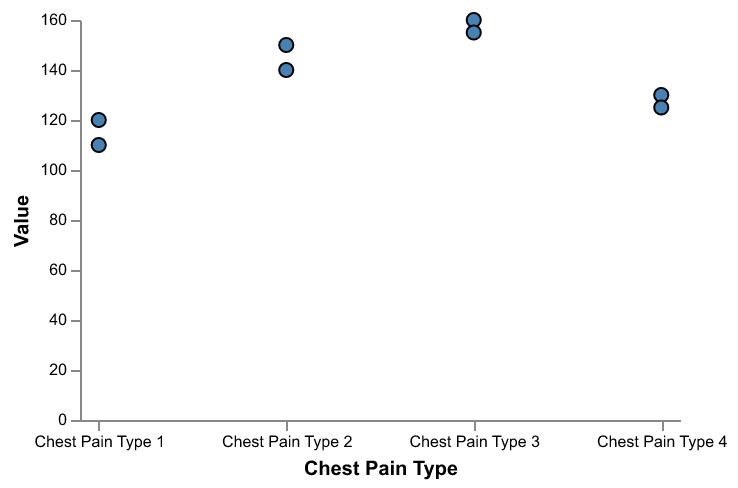 160
140
120
100
80
60
40
20
0
Value
Chest Pain Type 1
Chest Pain Type 2
Chest Pain Type 3
Chest Pain Type 4
Chest Pain Type